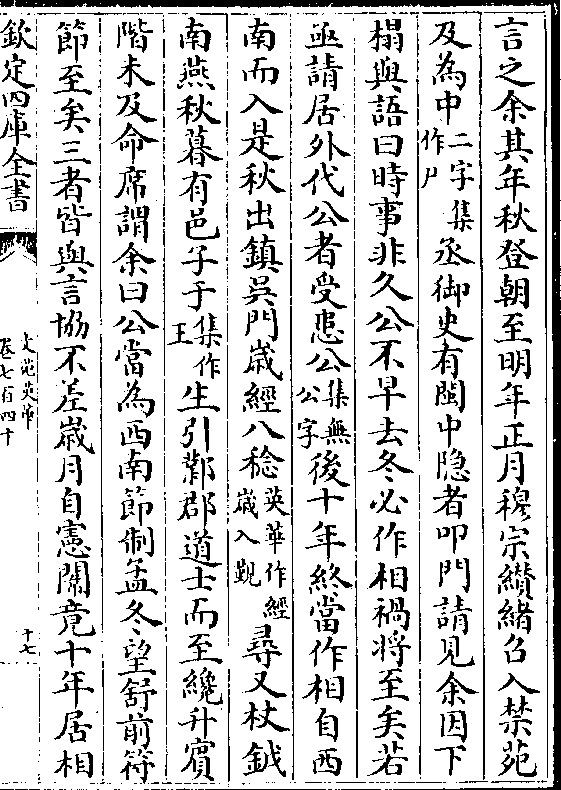 言之余其年秋登朝至明年正月穆宗纉緒召入禁苑
及為中二字集作尸丞御史有閩中隠者叩門請見余因下
榻與語曰時事非久公不早去冬必作相禍将至矣若
亟請居外代公者受患公集無公字後十年終當作相自西
南而入是秋出鎮吳門嵗經八稔英華作經嵗入覲尋又杖鉞
南燕秋暮有邑子于集作王生引鄴郡道士而至纔升賓
階未及命席謂余曰公當為西南節制孟冬望舒前符
節至矣三者皆與言協不差嵗月自憲闈竟十年居相
欽定四庫全書
文苑英華
卷七百四十
十七